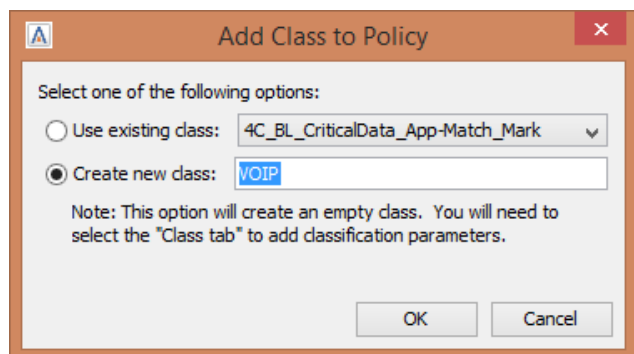 Add Class to Policy
Select one of the following options:
Use existing class: 4C_BL_CriticalData_App-Match_Mark
Create new class: VOIP
Note: This option will create an empty class. You will need to
select the "Class tab" to add classification parameters.
OK Cancel